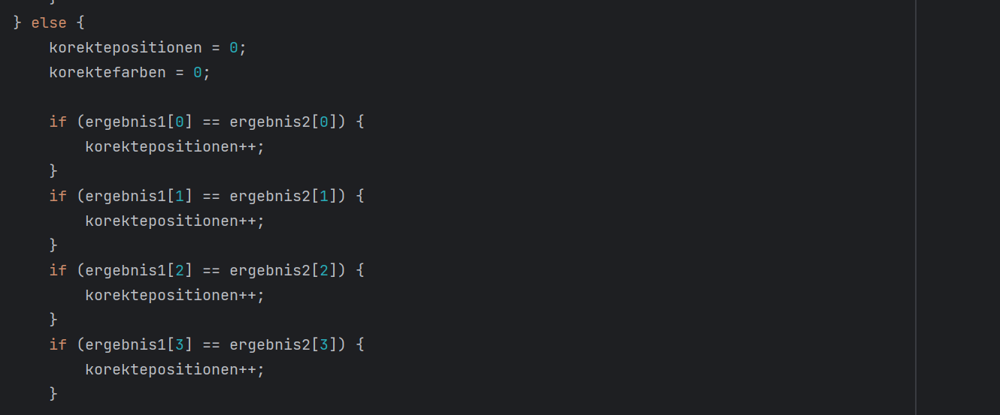 }
} else {
    korektepositionen = 0;
    korektefarben = 0;

    if (ergebnis1[0] == ergebnis2[0]) {
        korektepositionen++;
    }
    if (ergebnis1[1] == ergebnis2[1]) {
        korektepositionen++;
    }
    if (ergebnis1[2] == ergebnis2[2]) {
        korektepositionen++;
    }
    if (ergebnis1[3] == ergebnis2[3]) {
        korektepositionen++;
    }